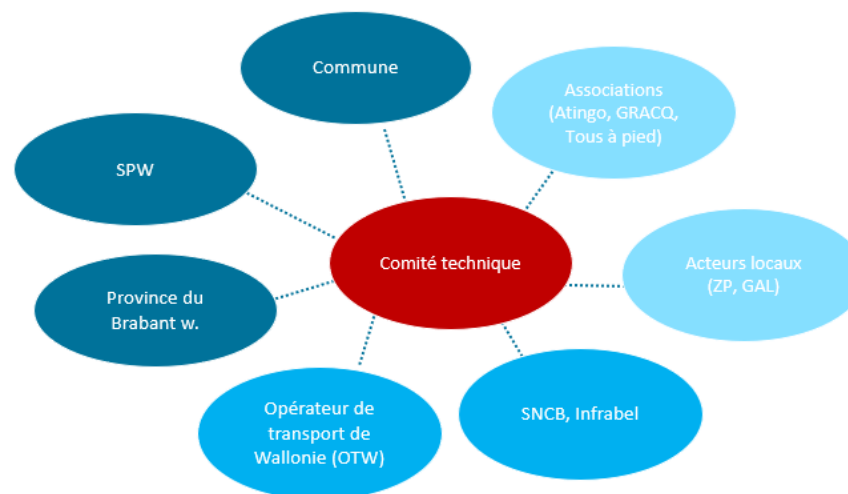 Commune
Associations
(Atingo, GRACQ,
Tous à pied)
SPW
Comité technique
Acteurs locaux
(ZP, GAL)
Province du
Brabant w.
Opérateur de
transport de
Wallonie (OTW)
SNCB, Infrabel